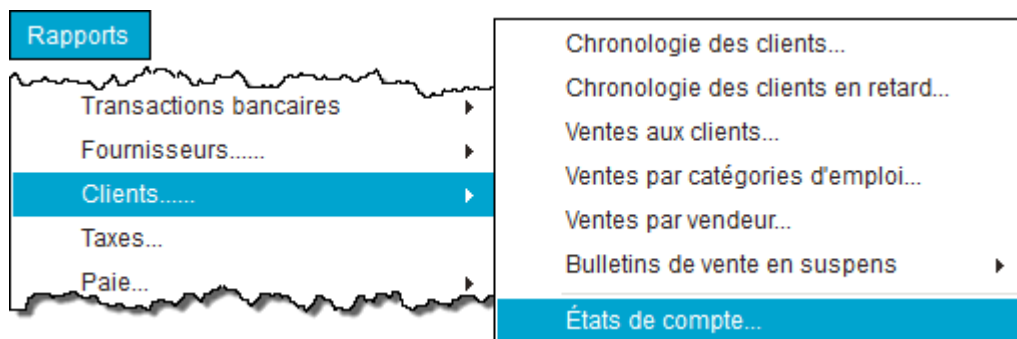 Rapports
Transactions bancaires
Fournisseurs......
Clients......
Taxes...
Paie...
Chronologie des clients...
Chronologie des clients en retard...
Ventes aux clients...
Ventes par catégories d'emploi...
Ventes par vendeur...
Bulletins de vente en suspens
États de compte...